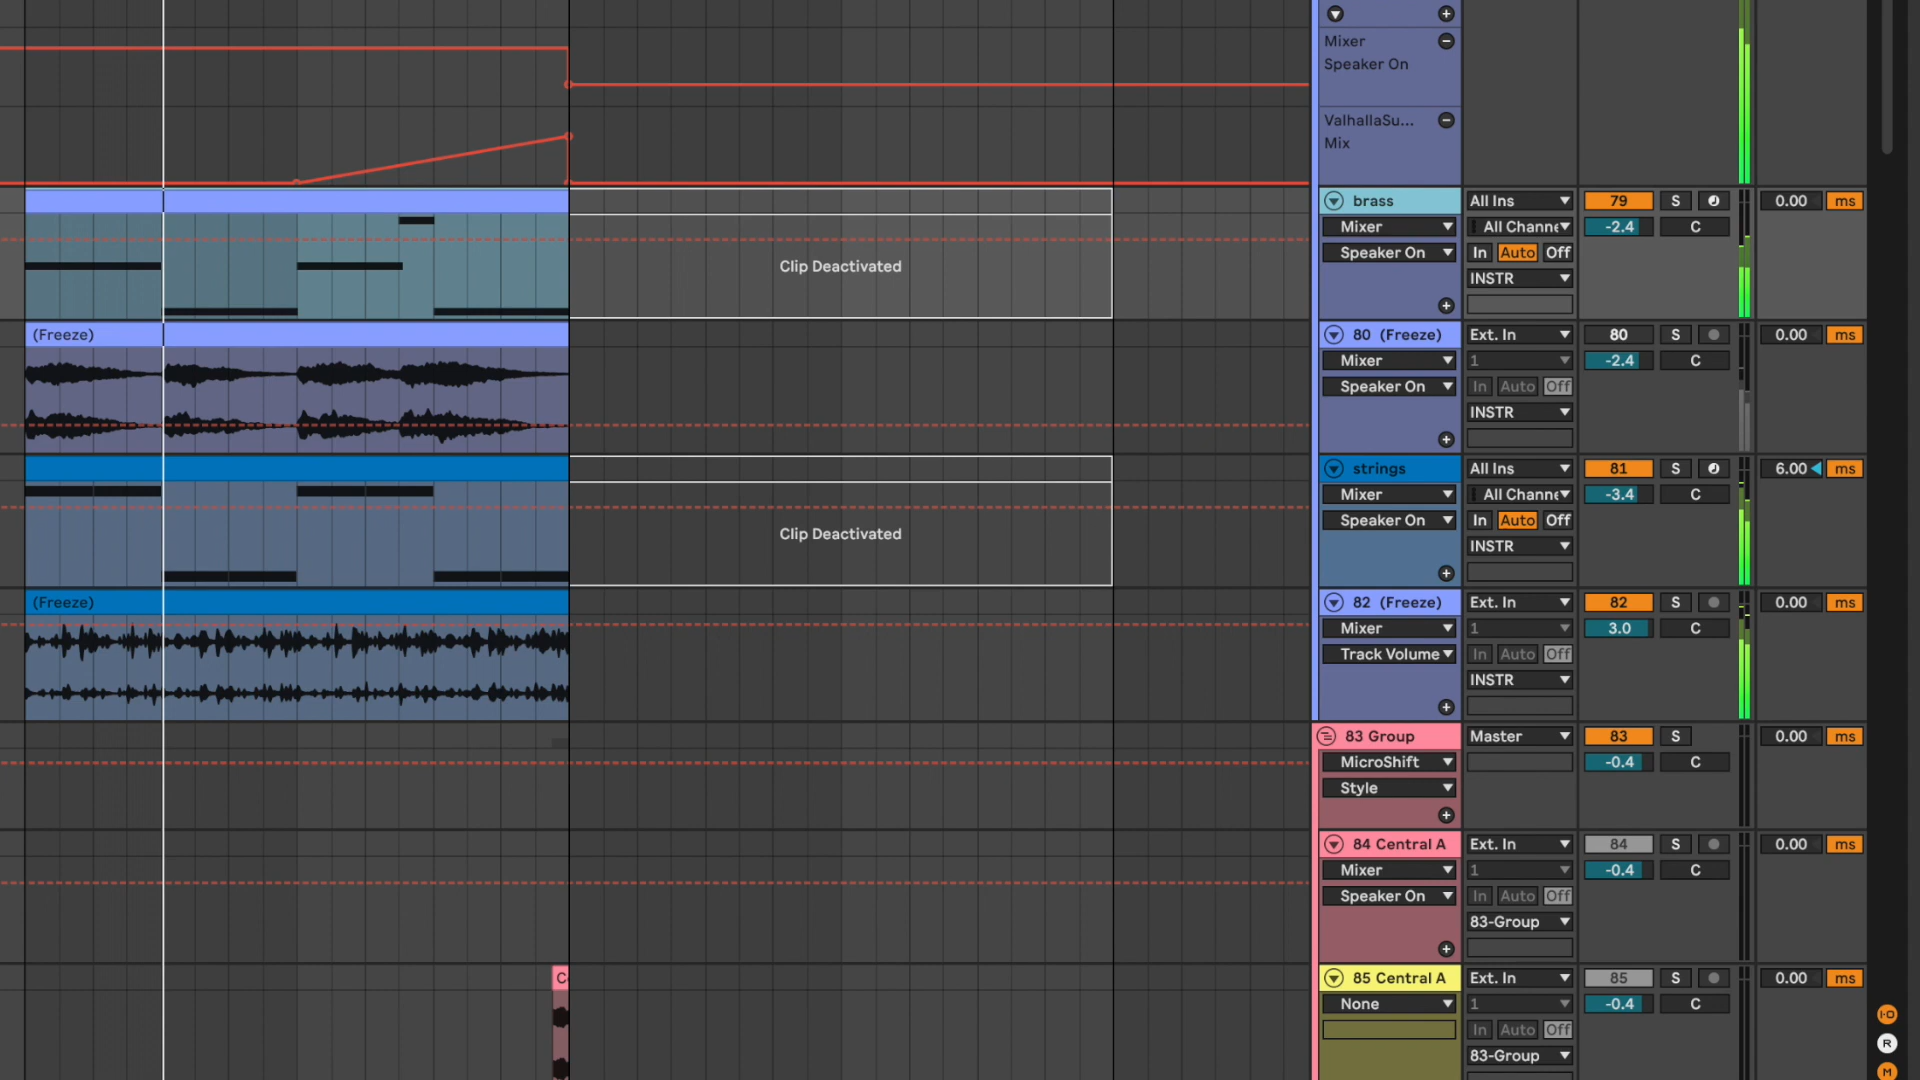 Mixer
Speaker On
ValhallaSu...
Mix
brass
All Ins
79
S
0.00
ms
Mixer
All Channe
-2.4
C
Speaker On
In
Auto
Off
Clip Deactivated
INSTR
(Freeze)
80 (Freeze)
Ext. In
80
S
0.00
ms
Mixer
1
-2.4
C
Speaker On
In
Auto
Off
INSTR
strings
All Ins
81
S
6.00
ms
Mixer
All Channe
-3.4
C
Speaker On
In
Auto
Off
Clip Deactivated
INSTR
(Freeze)
82 (Freeze)
Ext. In
82
S
0.00
ms
Mixer
1
3.0
C
Track Volume
In
Auto
Off
INSTR
83 Group
Master
83
S
0.00
ms
MicroShift
-0.4
C
Style
84 Central A
Ext. In
84
S
0.00
ms
Mixer
1
-0.4
C
Speaker On
In
Auto
Off
83-Group
C
85 Central A
Ext. In
85
S
0.00
ms
None
1
-0.4
C
I·O
In
Auto
Off
R
83-Group
M